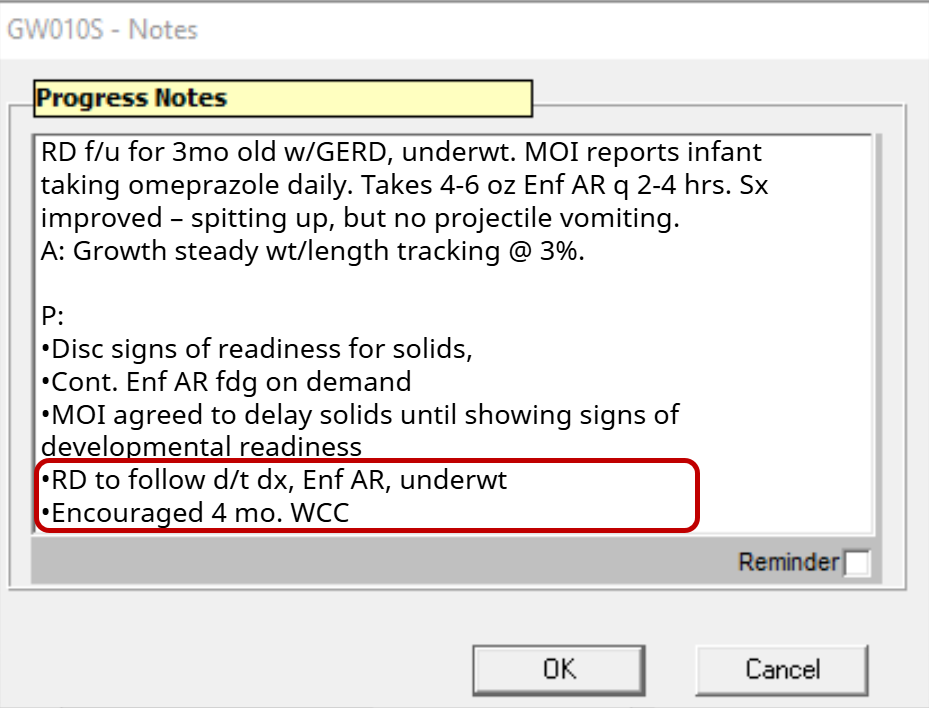 GW010S - Notes
Progress Notes
RD f/u for 3mo old w/GERD, underwt. MOI reports infant
taking omeprazole daily. Takes 4-6 oz Enf AR q 2-4 hrs. Sx
improved – spitting up, but no projectile vomiting.
A: Growth steady wt/length tracking @ 3%.
P:
•Disc signs of readiness for solids,
•Cont. Enf AR fdg on demand
•MOI agreed to delay solids until showing signs of
developmental readiness
•RD to follow d/t dx, Enf AR, underwt
•Encouraged 4 mo. WCC
Reminder
OK Cancel